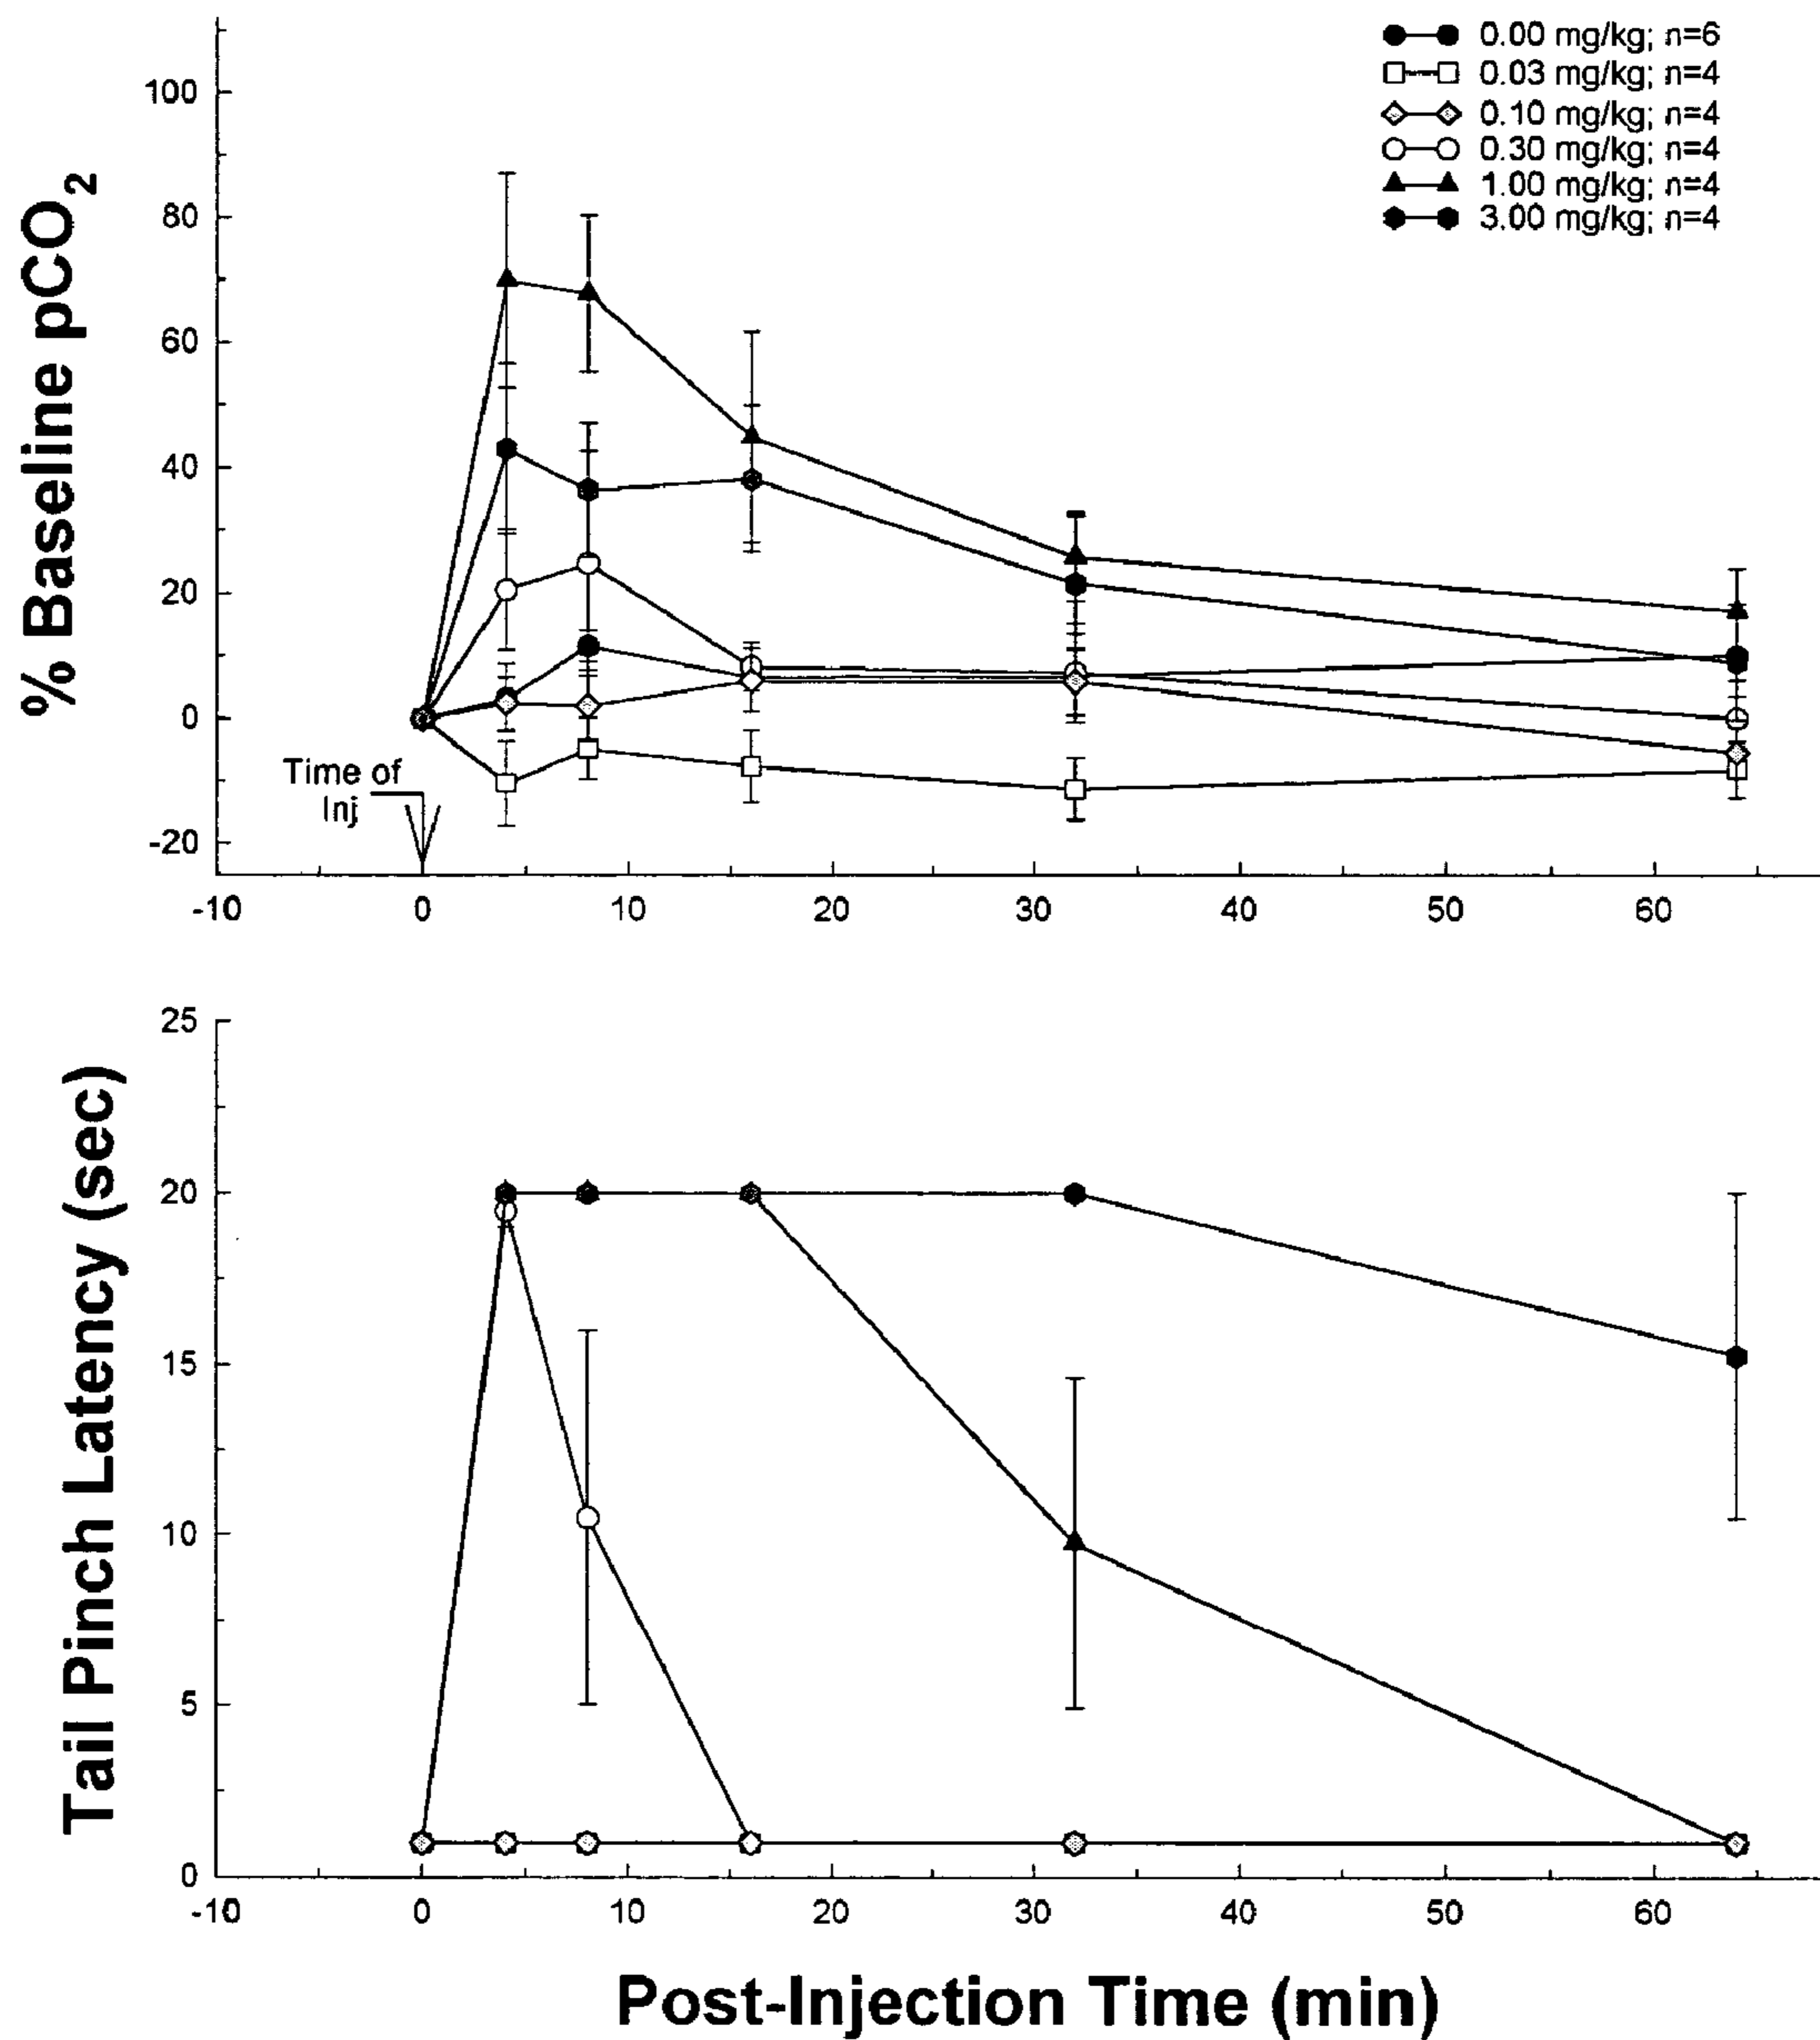 0.00 mg/kg; n=6
0.03 mg/kg; n=4
0.10 mg/kg; n=4
0.30 mg/kg; n=4
1.00 mg/kg; n=4
3.00 mg/kg; n=4
% Baseline pCO₂
100
80
60
40
20
0
-20
Time of
Inj
-10 0 10 20 30 40 50 60
Tail Pinch Latency (sec)
25
20
15
10
5
0
-10 0 10 20 30 40 50 60
Post-Injection Time (min)